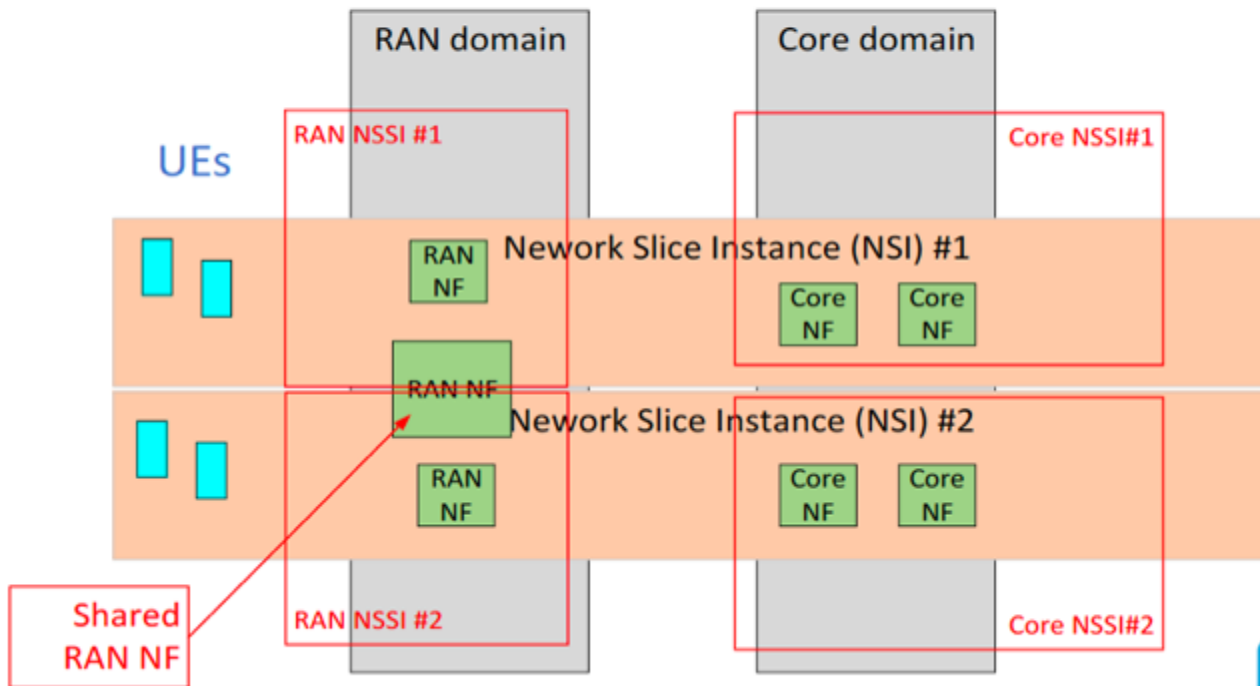 RAN domain
Core domain
RAN NSSI #1
Core NSSI#1
UEs
Nework Slice Instance (NSI) #1
RAN
NF
Core
NF
Core
NF
RAN NF
Nework Slice Instance (NSI) #2
RAN
NF
Core
NF
Core
NF
Shared
RAN NF
RAN NSSI #2
Core NSSI#2